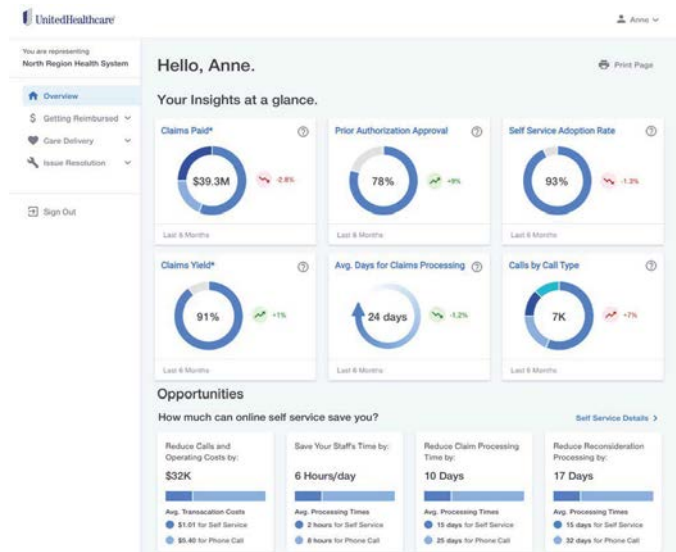 UnitedHealthcare
Anne
You are representing
North Region Health System
Overview
Getting Reimbursed
Care Delivery
Issue Resolution
Sign Out
Hello, Anne.
Print Page
Your Insights at a glance.
Claims Paid*
$39.3M
-2.8%
Last 6 Months
Prior Authorization Approval
78%
+9%
Last 6 Months
Self Service Adoption Rate
93%
-1.3%
Last 6 Months
Claims Yield*
91%
+1%
Last 6 Months
Avg. Days for Claims Processing
24 days
-1.2%
Last 6 Months
Calls by Call Type
7K
+7%
Last 6 Months
Opportunities
How much can online self service save you?
Self Service Details
Reduce Calls and
Operating Costs by:
$32K
Avg. Transacation Costs
$1.01 for Self Service
$5.40 for Phone Call
Save Your Staff's Time by:
6 Hours/day
Avg. Processing Times
2 hours for Self Service
8 hours for Phone Call
Reduce Claim Processing
Time by:
10 Days
Avg. Processing Times
15 days for Self Service
25 days for Phone Call
Reduce Reconsideration
Processing by:
17 Days
Avg. Processing Times
15 days for Self Service
32 days for Phone Call